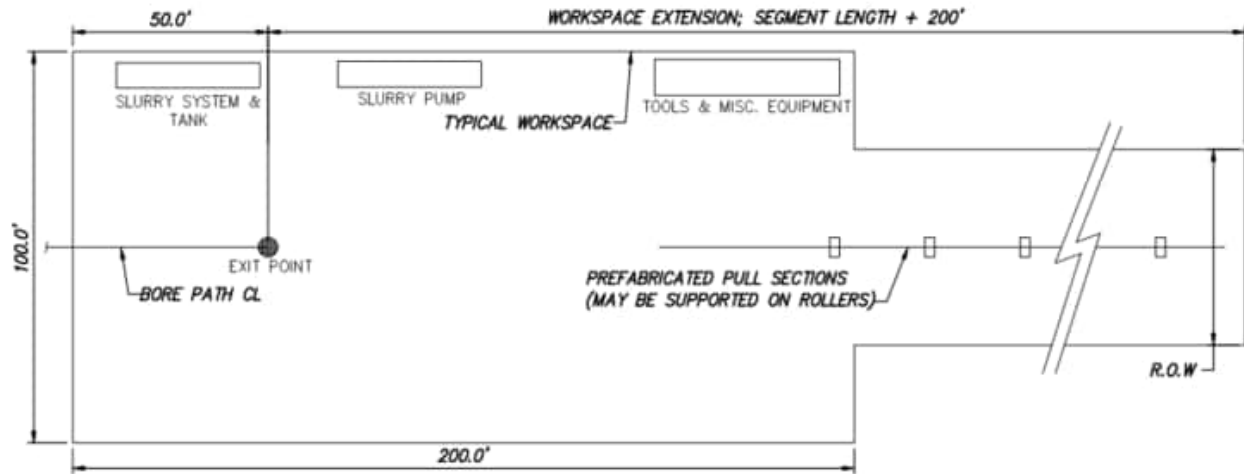 50.0'
WORKSPACE EXTENSION; SEGMENT LENGTH + 200'
SLURRY SYSTEM &
TANK
SLURRY PUMP
TOOLS & MISC. EQUIPMENT
TYPICAL WORKSPACE
100.0'
EXIT POINT
BORE PATH CL
PREFABRICATED PULL SECTIONS
(MAY BE SUPPORTED ON ROLLERS)
R.O.W
200.0'